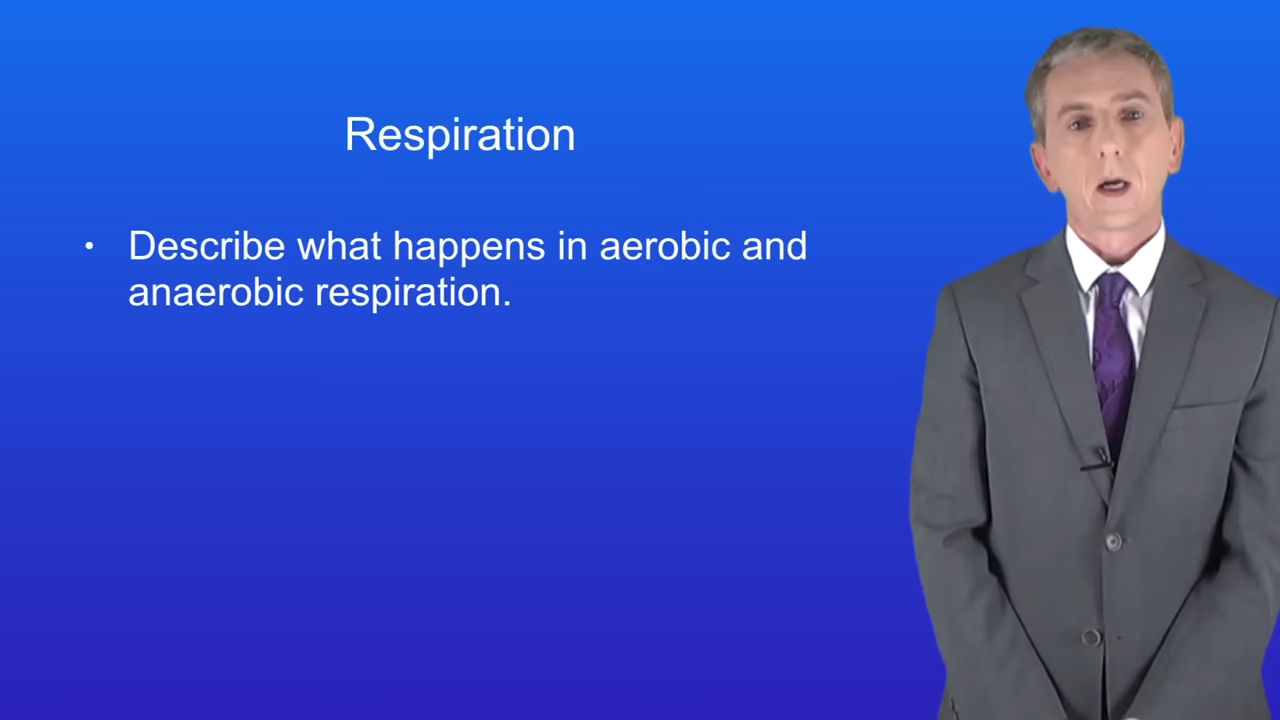 Respiration
• Describe what happens in aerobic and
anaerobic respiration.